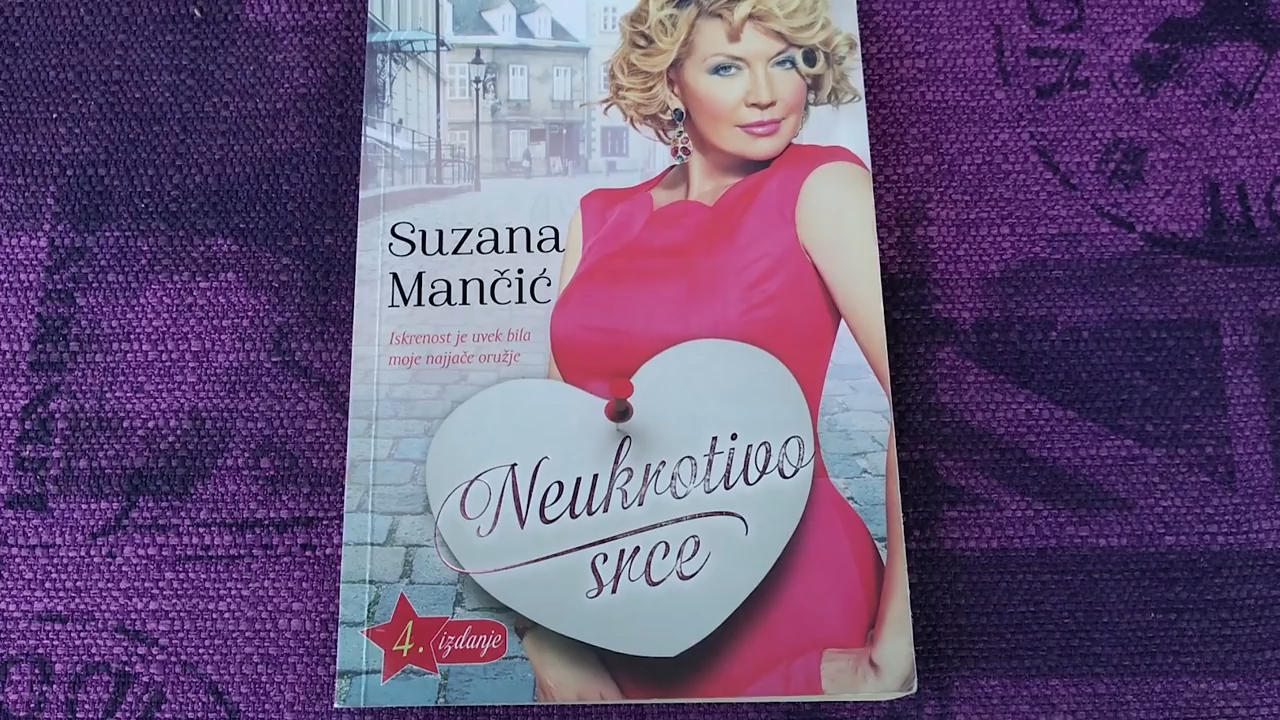 Suzana
Mančić
Iskrenost je uvek bila
moje najjače oružje
Neukrotivo
srce
4. izdanje